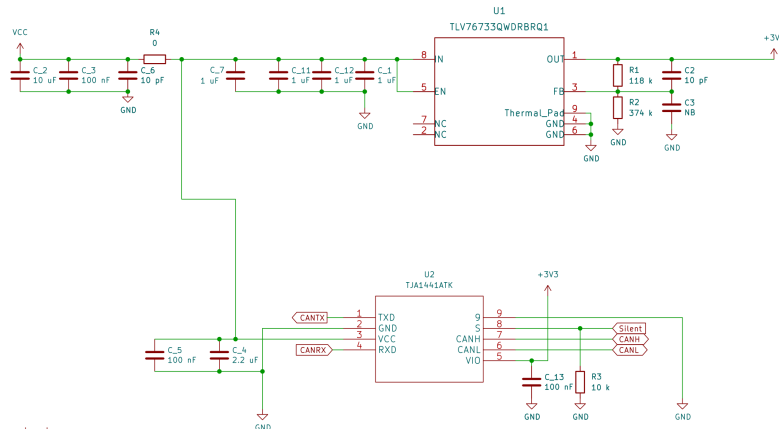 U1
TLV76733QWDRBRQ1
VCC
R4
0
+3V
C_2
10 uF
C_3
100 nF
C_6
10 pF
GND
C_7
1 uF
C_11
1 uF
C_12
1 uF
C_1
1 uF
GND
8 IN
5 EN
7 NC
2 NC
OUT 1
FB 3
Thermal_Pad 9
GND 4
GND 6
GND
R1
118 k
R2
374 k
GND
C2
10 pF
C3
NB
GND
U2
TJA1441ATK
+3V3
CANTX
CANRX
1 TXD
2 GND
3 VCC
4 RXD
9 9
S 8
CANH 7
CANL 6
VIO 5
Silent
CANH
CANL
C_5
100 nF
C_4
2.2 uF
GND
C_13
100 nF
GND
R3
10 k
GND
GND